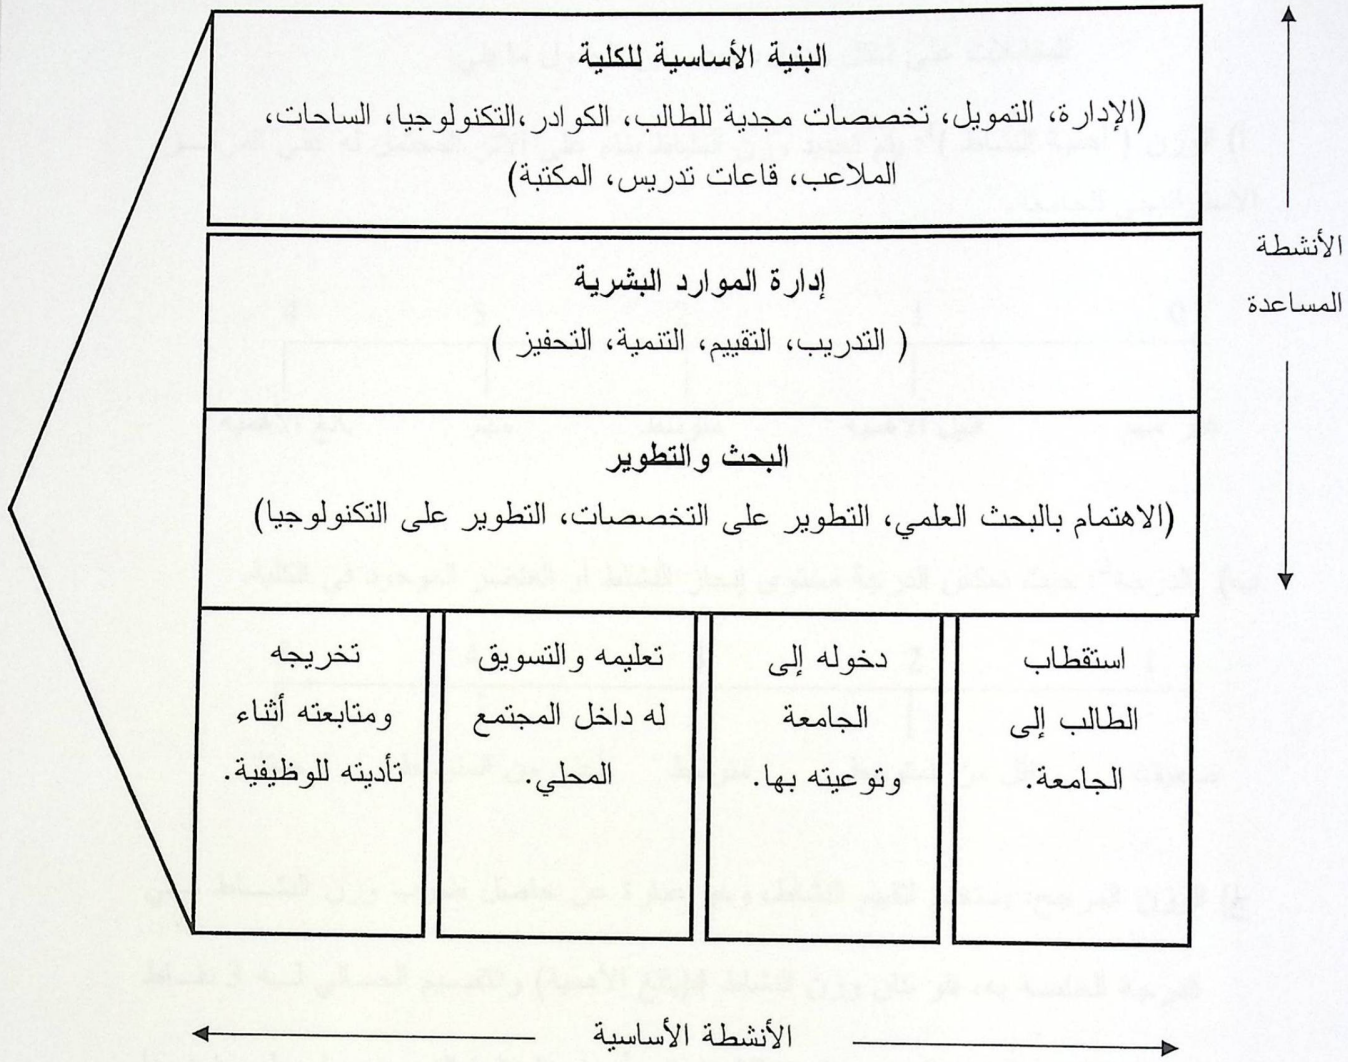 البنية الأساسية للكلية
(الإدارة، التمويل، تخصصات مجدية للطالب، الكوادر،التكنولوجيا، الساحات،
الملاعب، قاعات تدريس، المكتبة)
الأنشطة
المساعدة
إدارة الموارد البشرية
( التدريب، التقييم، التنمية، التحفيز )
البحث والتطوير
(الاهتمام بالبحث العلمي، التطوير على التخصصات، التطوير على التكنولوجيا)
استقطاب
الطالب إلى
الجامعة.
دخوله إلى
الجامعة
وتوعيته بها.
تعليمه والتسويق
له داخل المجتمع
المحلي.
تخريجه
ومتابعته أثناء
تأديته للوظيفية.
الأنشطة الأساسية